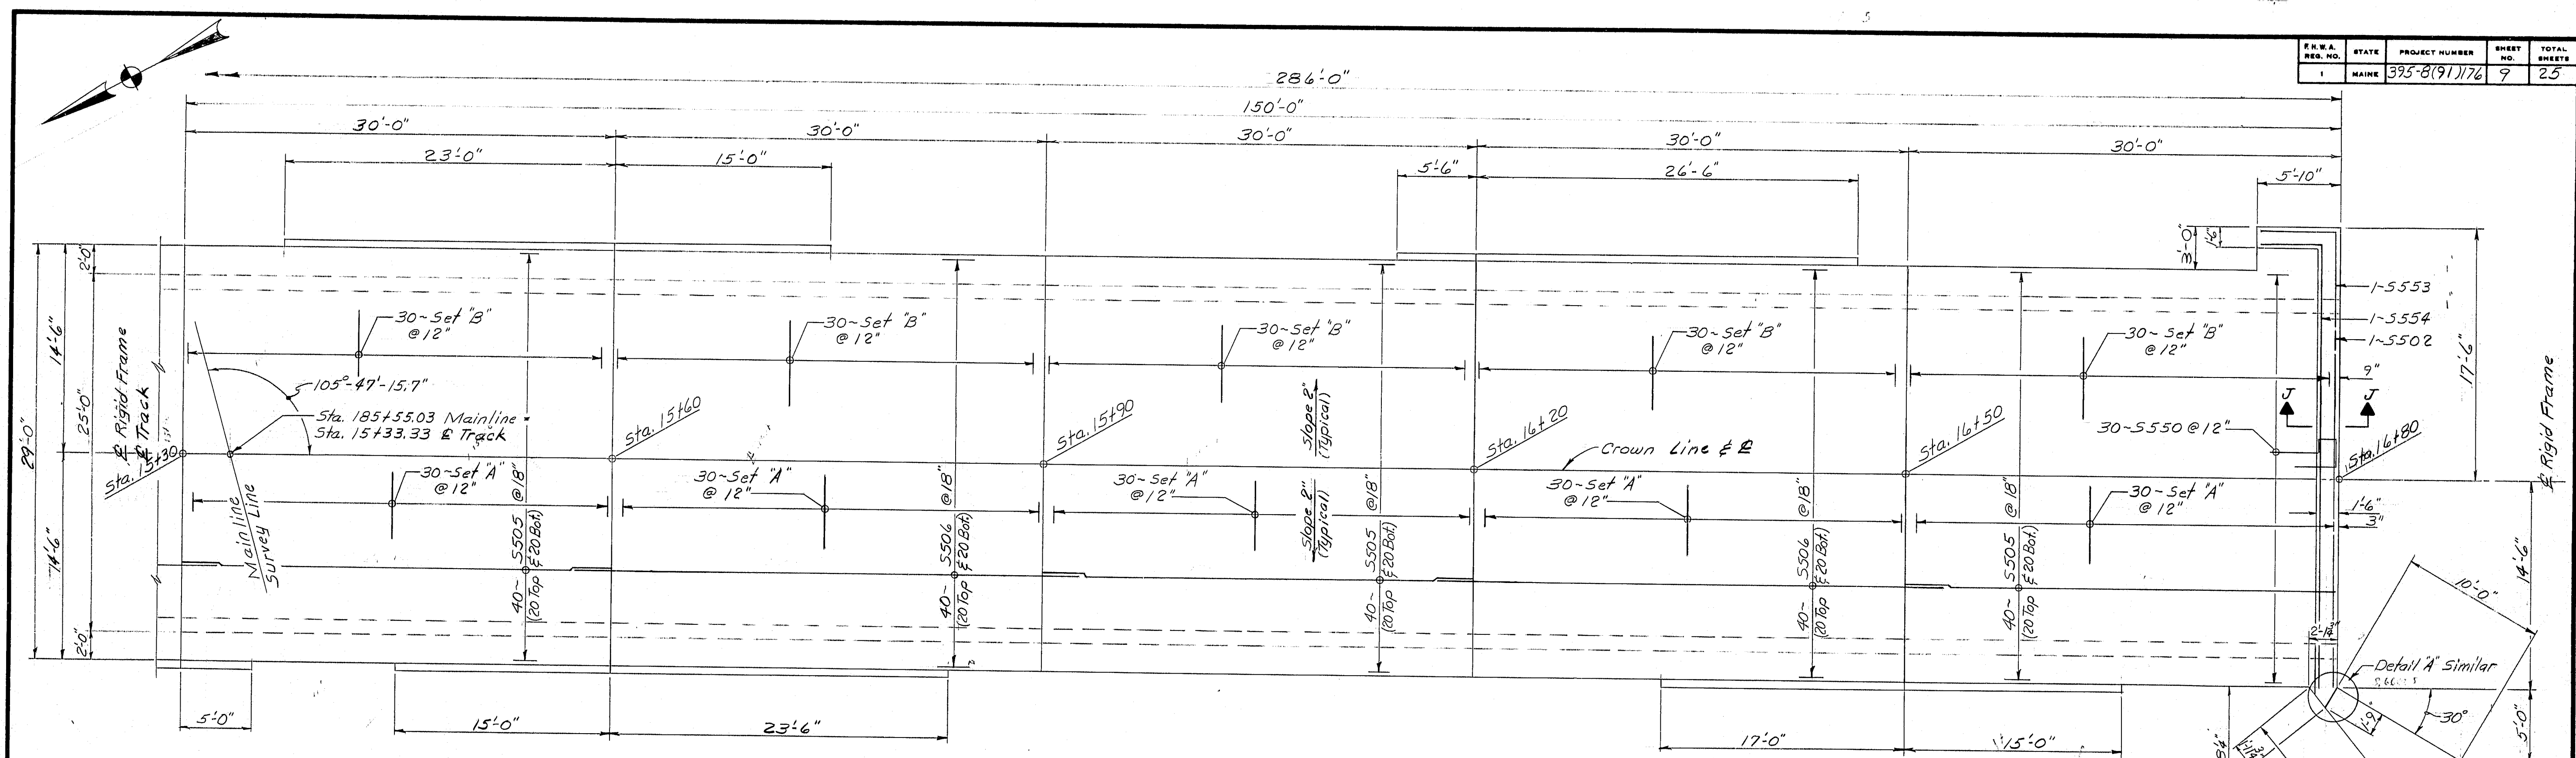 F.H.W.A. REG. NO.
STATE
PROJECT NUMBER
SHEET NO.
TOTAL SHEETS
1
MAINE
395-8(91)176
9
25
286'-0"
150'-0"
30'-0"
30'-0"
30'-0"
30'-0"
30'-0"
23'-0"
15'-0"
5'-6"
26'-6"
5'-10"
3'-0"
1'-6"
2'-0"
14'-6"
25'-0"
29'-0"
14'-6"
2'-0"
℄ Rigid Frame
℄ Track
Sta. 15+30
30~Set "B"
@ 12"
30~Set "B"
@ 12"
30~Set "B"
@ 12"
30~Set "B"
@ 12"
30~Set "B"
@ 12"
105°-47'-15.7"
Sta. 185+55.03 Mainline =
Sta. 15+33.33 ℄ Track
Mainline
Survey Line
Sta. 15+60
Sta. 15+90
Sta. 16+20
Sta. 16+50
Sta. 16+80
Slope 2"
(Typical)
Slope 2"
(Typical)
Crown Line & ℄
30~Set "A"
@ 12"
30~Set "A"
@ 12"
30~Set "A"
@ 12"
30~Set "A"
@ 12"
30~Set "A"
@ 12"
40~ S505 @18"
(20 Top & 20 Bot.)
40~ S506 @18"
(20 Top & 20 Bot.)
40~ S505 @18"
(20 Top & 20 Bot.)
40~ S506 @18"
(20 Top & 20 Bot.)
40~ S505 @18"
(20 Top & 20 Bot.)
1~S553
1~S554
1~S502
9"
J
J
30~S550 @ 12"
17'-6"
℄ Rigid Frame
1'-6"
3"
14'-6"
10'-0"
2'-1¾"
Detail "A" Similar
30°
1'-9"
5'-0"
5'-0"
15'-0"
23'-6"
17'-0"
15'-0"